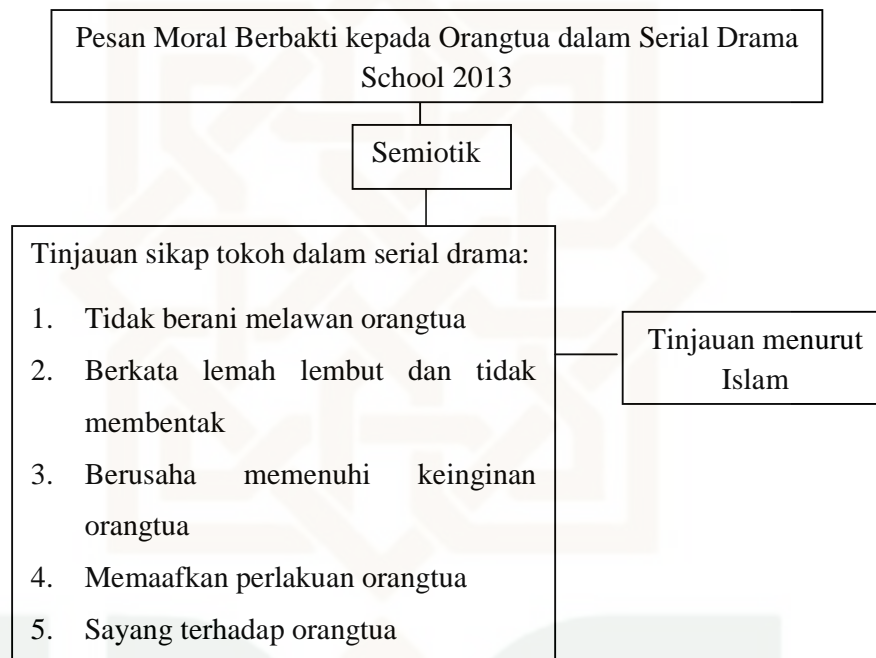 Pesan Moral Berbakti kepada Orangtua dalam Serial Drama
School 2013
Semiotik
Tinjauan sikap tokoh dalam serial drama:
1. Tidak berani melawan orangtua
2. Berkata lemah lembut dan tidak
membentak
3. Berusaha memenuhi keinginan
orangtua
4. Memaafkan perlakuan orangtua
5. Sayang terhadap orangtua
Tinjauan menurut
Islam